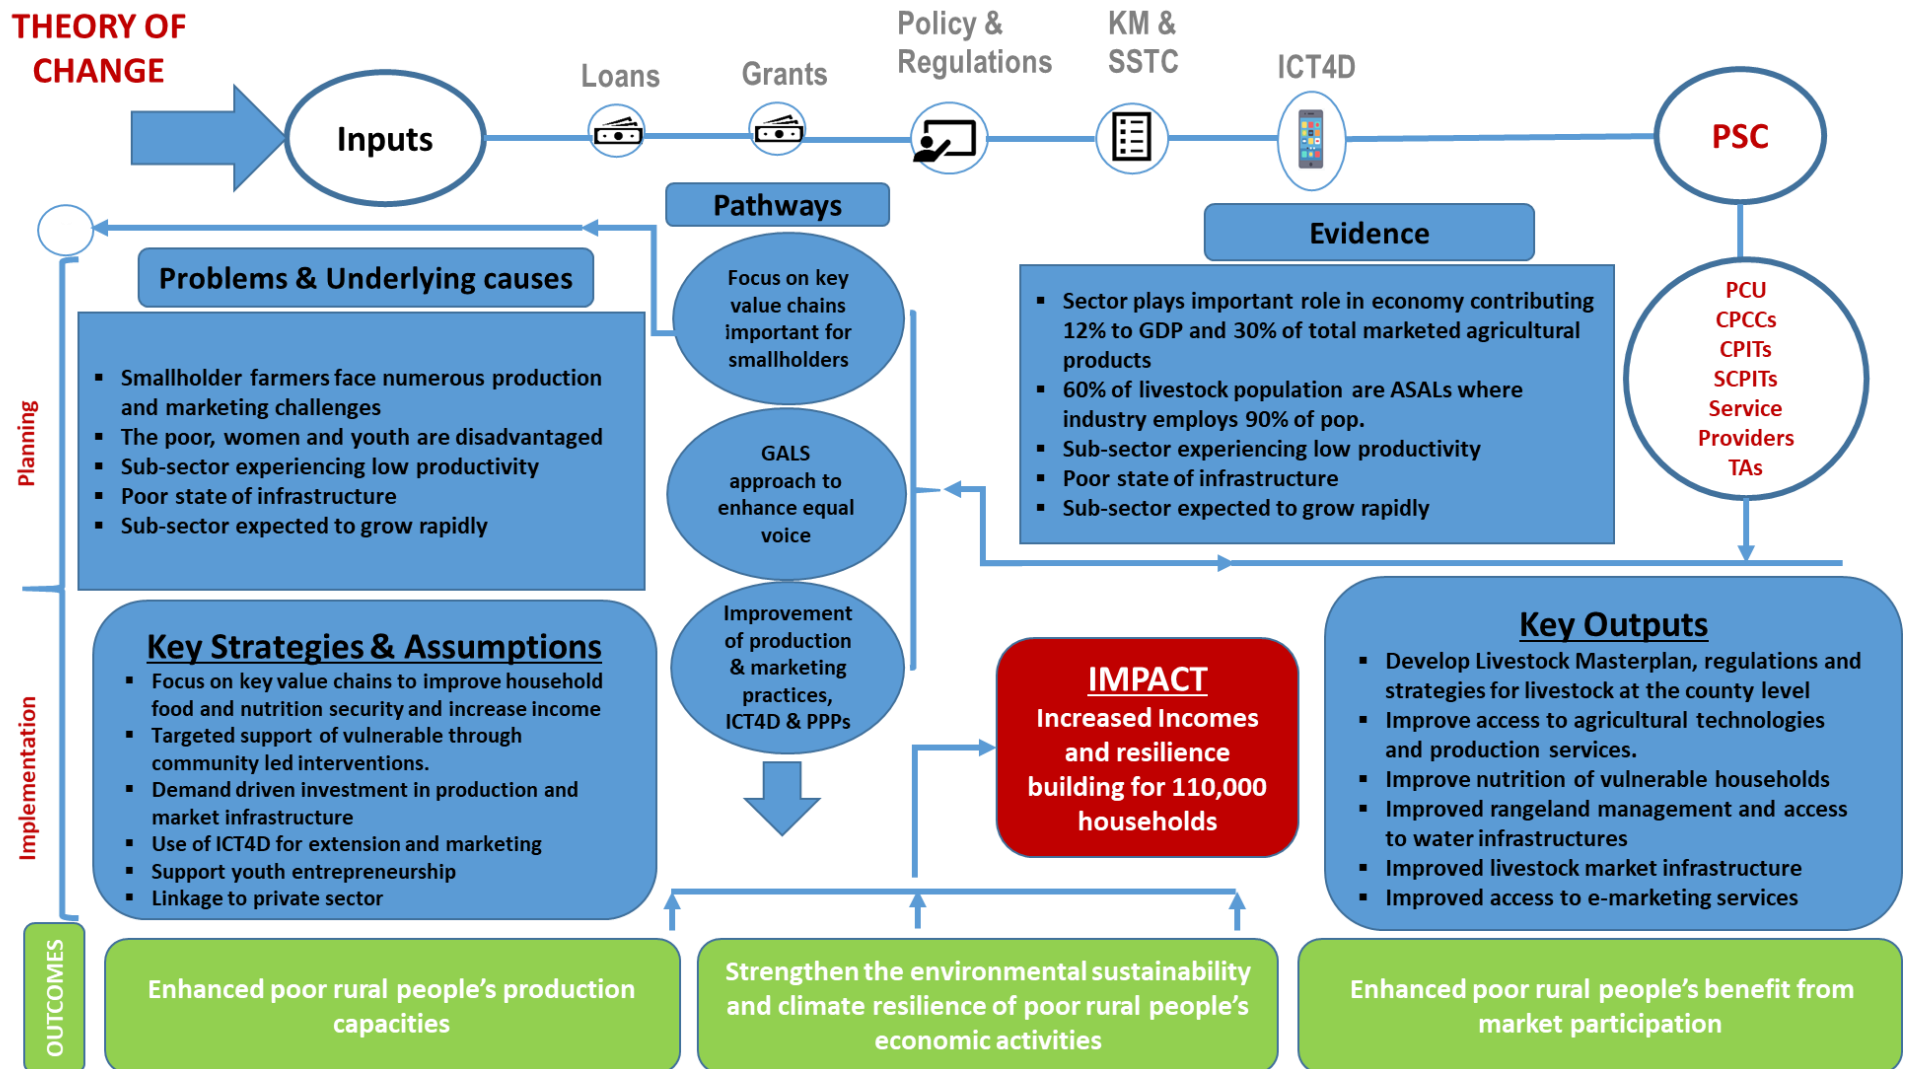 THEORY OF
CHANGE
Inputs
Loans
Grants
Policy &
Regulations
KM &
SSTC
ICT4D
PSC
PCU
CPCCs
CPITs
SCPITs
Service
Providers
TAs
Planning
Implementation
Problems & Underlying causes
▪ Smallholder farmers face numerous production
and marketing challenges
▪ The poor, women and youth are disadvantaged
▪ Sub-sector experiencing low productivity
▪ Poor state of infrastructure
▪ Sub-sector expected to grow rapidly
Pathways
Focus on key
value chains
important for
smallholders
GALS
approach to
enhance equal
voice
Improvement
of production
& marketing
practices,
ICT4D & PPPs
Evidence
▪ Sector plays important role in economy contributing
12% to GDP and 30% of total marketed agricultural
products
▪ 60% of livestock population are ASALs where
industry employs 90% of pop.
▪ Sub-sector experiencing low productivity
▪ Poor state of infrastructure
▪ Sub-sector expected to grow rapidly
Key Strategies & Assumptions
▪ Focus on key value chains to improve household
food and nutrition security and increase income
▪ Targeted support of vulnerable through
community led interventions.
▪ Demand driven investment in production and
market infrastructure
▪ Use of ICT4D for extension and marketing
▪ Support youth entrepreneurship
▪ Linkage to private sector
IMPACT
Increased Incomes
and resilience
building for 110,000
households
Key Outputs
▪ Develop Livestock Masterplan, regulations and
strategies for livestock at the county level
▪ Improve access to agricultural technologies
and production services.
▪ Improve nutrition of vulnerable households
▪ Improved rangeland management and access
to water infrastructures
▪ Improved livestock market infrastructure
▪ Improved access to e-marketing services
OUTCOMES
Enhanced poor rural people’s production
capacities
Strengthen the environmental sustainability
and climate resilience of poor rural people’s
economic activities
Enhanced poor rural people’s benefit from
market participation